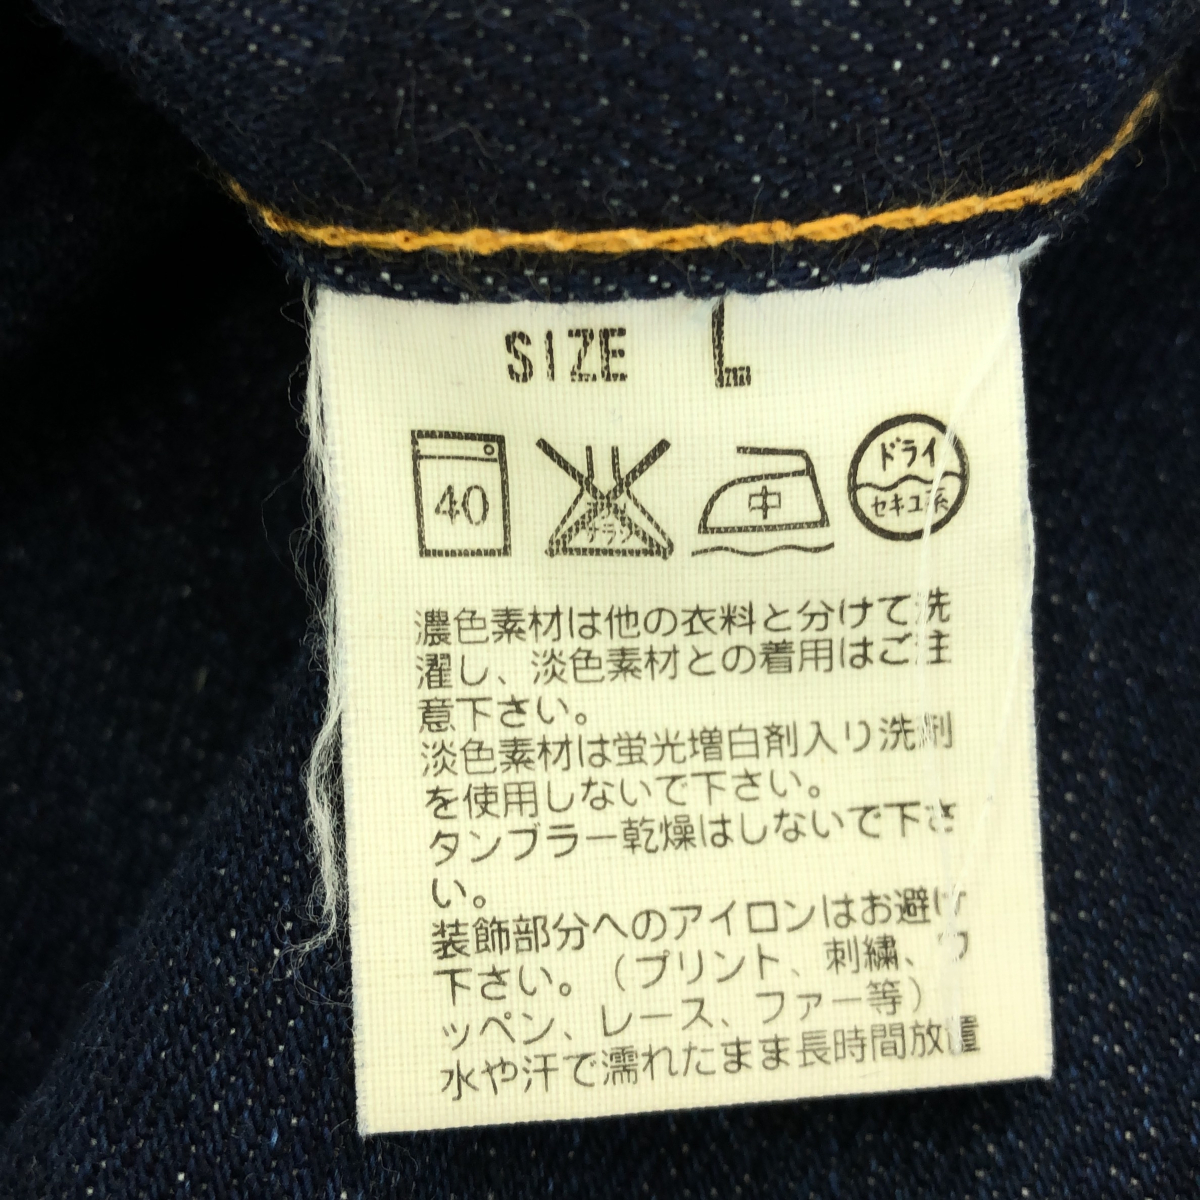 SIZE L
40
中
ドライ
セキユ系
濃色素材は他の衣料と分けて洗
濯し、淡色素材との着用はご注
意下さい。
淡色素材は蛍光増白剤入り洗剤
を使用しないで下さい。
タンブラー乾燥はしないで下さ
い。
装飾部分へのアイロンはお避け
下さい。(プリント、刺繍、ワ
ッペン、レース、ファー等)
水や汗で濡れたまま長時間放置